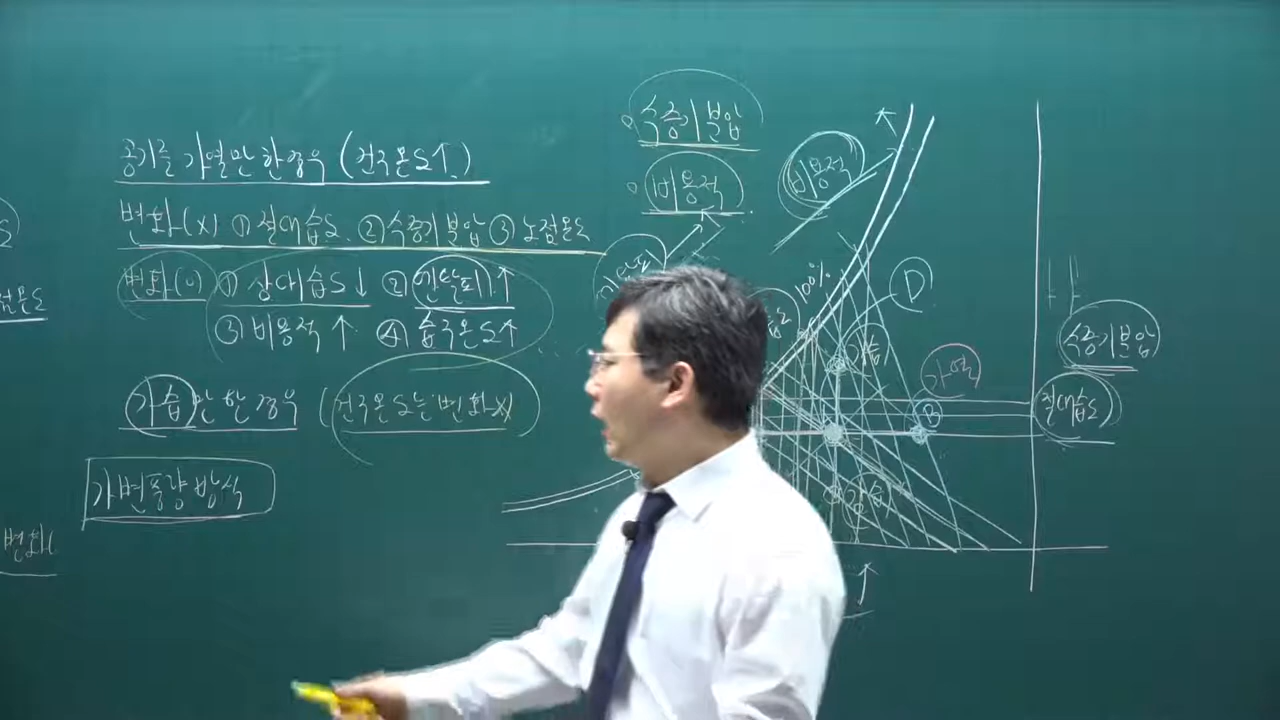 공기를 가열만 한 경우 (건구온도↑)
변화(X) ① 절대습도 ② 수증기분압 ③ 노점온도
변화(O) ① 상대습도↓ ② 엔탈피↑
③ 비용적↑ ④ 습구온도↑
가습만 한 경우 (건구온도는 변화X)
가변풍량 방식
변화(
수증기분압
비용적
비용적
100%
D
가습
가열
B
수증기분압
절대습도